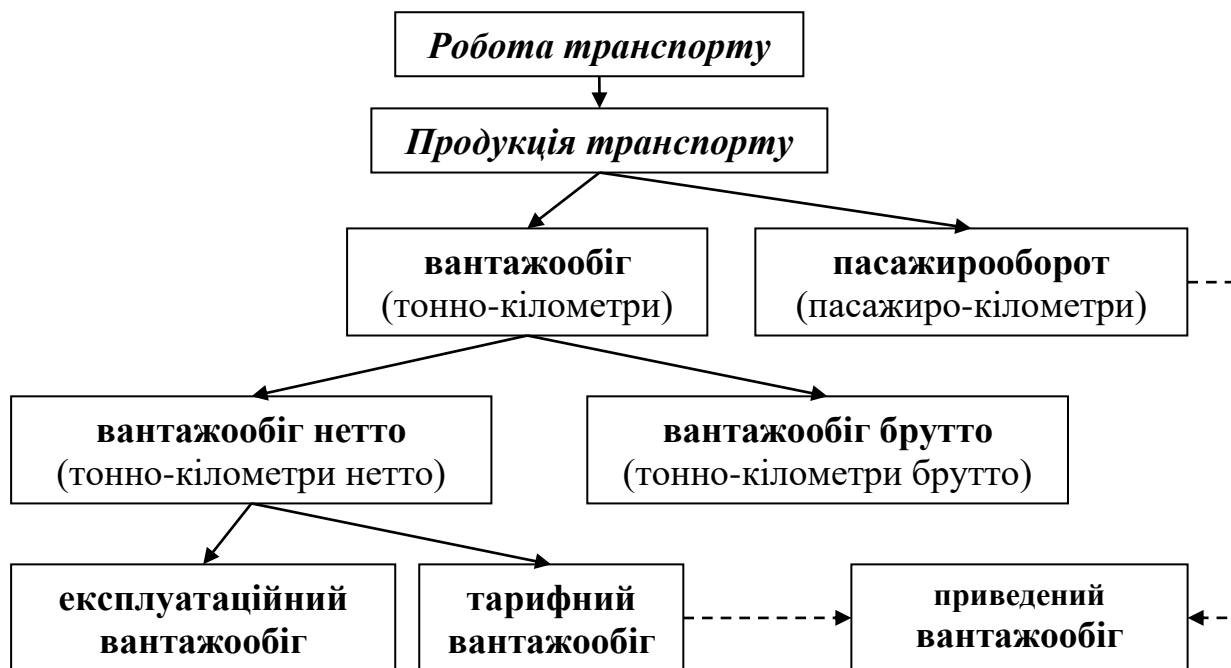 Робота транспорту
Продукція транспорту
вантажообіг
(тонно-кілометри)
пасажирооборот
(пасажиро-кілометри)
вантажообіг нетто
(тонно-кілометри нетто)
вантажообіг брутто
(тонно-кілометри брутто)
експлуатаційний
вантажообіг
тарифний
вантажообіг
приведений
вантажообіг